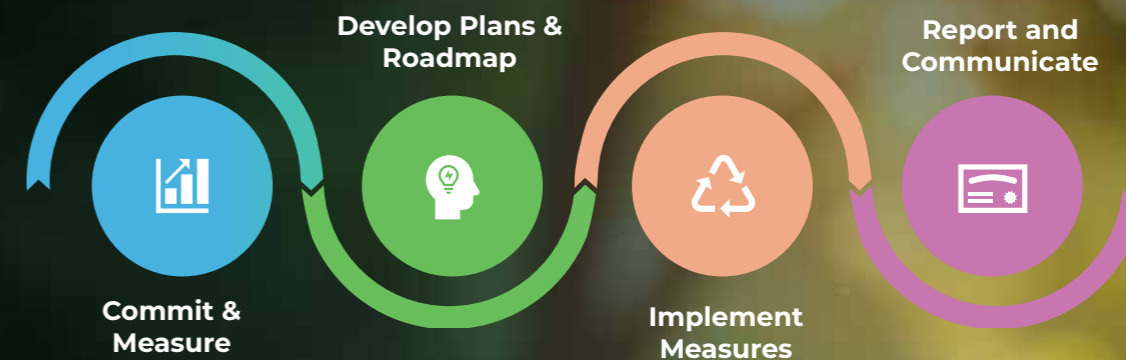 Commit &
Measure
Develop Plans &
Roadmap
Implement
Measures
Report and
Communicate